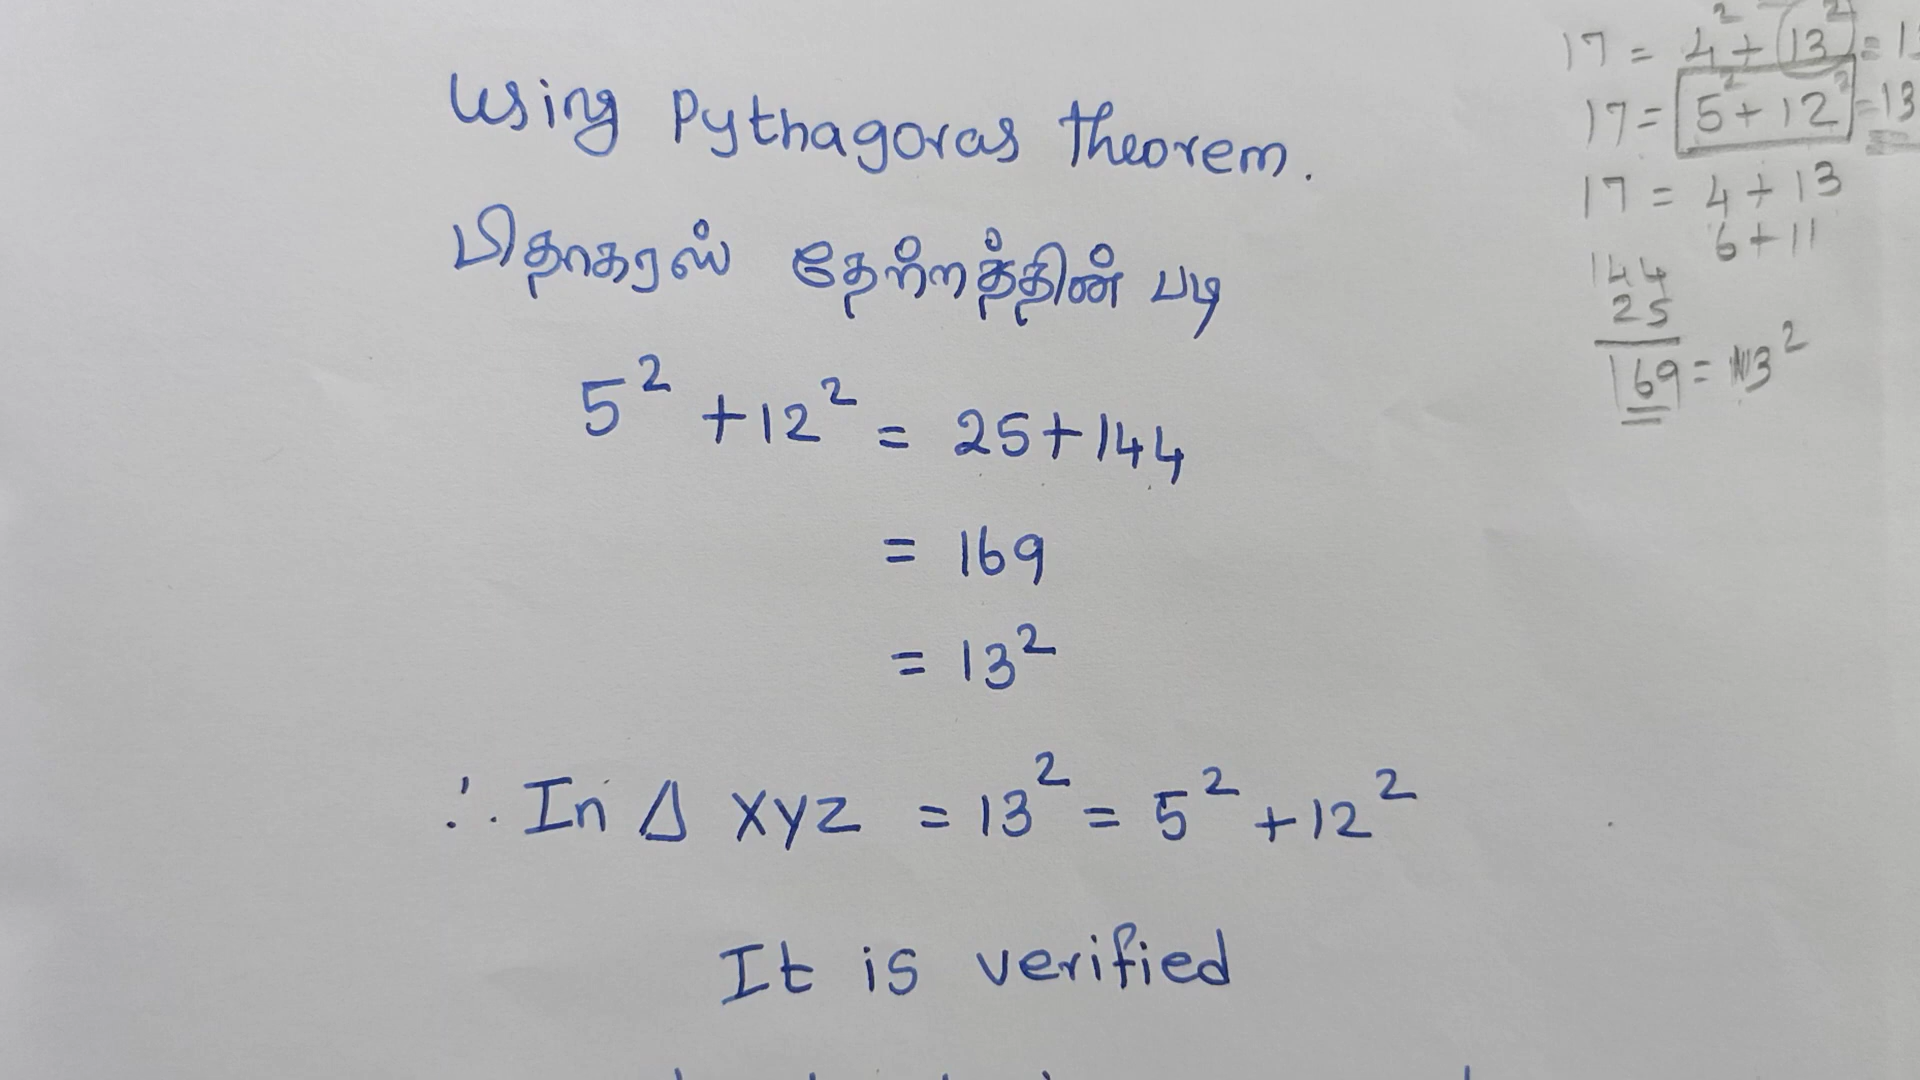 Using Pythagoras theorem.
பிதாகரஸ் தேற்றத்தின் படி
5² + 12² = 25 + 144
= 169
= 13²
∴ In Δ XYZ = 13² = 5² + 12²
It is verified
17 = 4² + 13² = 1
17 = 5² + 12² = 13
17 = 4 + 13
6 + 11
144
25
169 = 13²